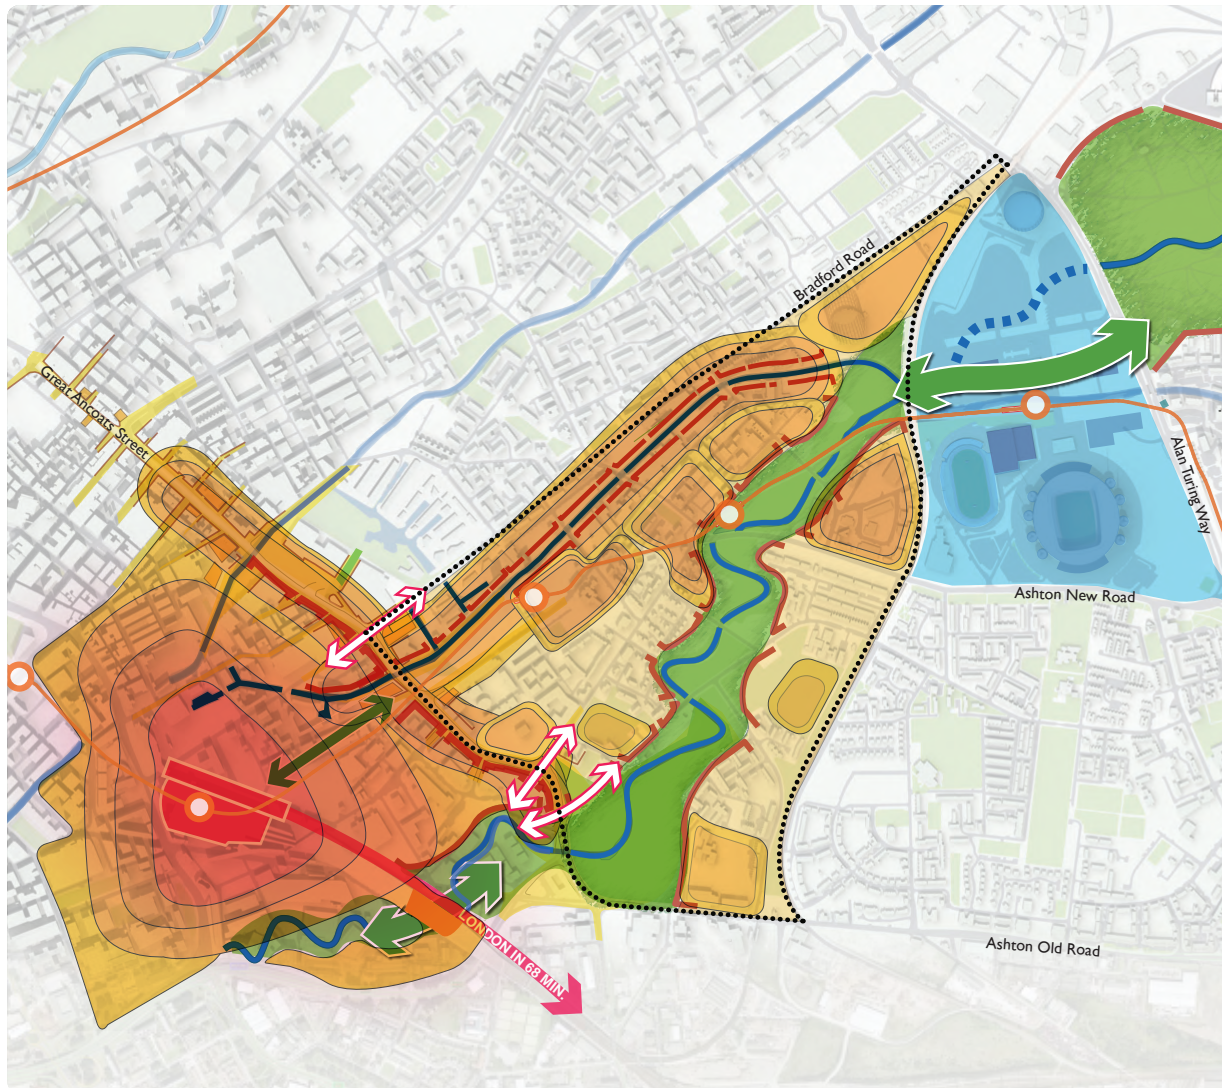 Bradford Road
Great Ancoats Street
Alan Turing Way
Ashton New Road
LONDON IN 68 MIN.
Ashton Old Road